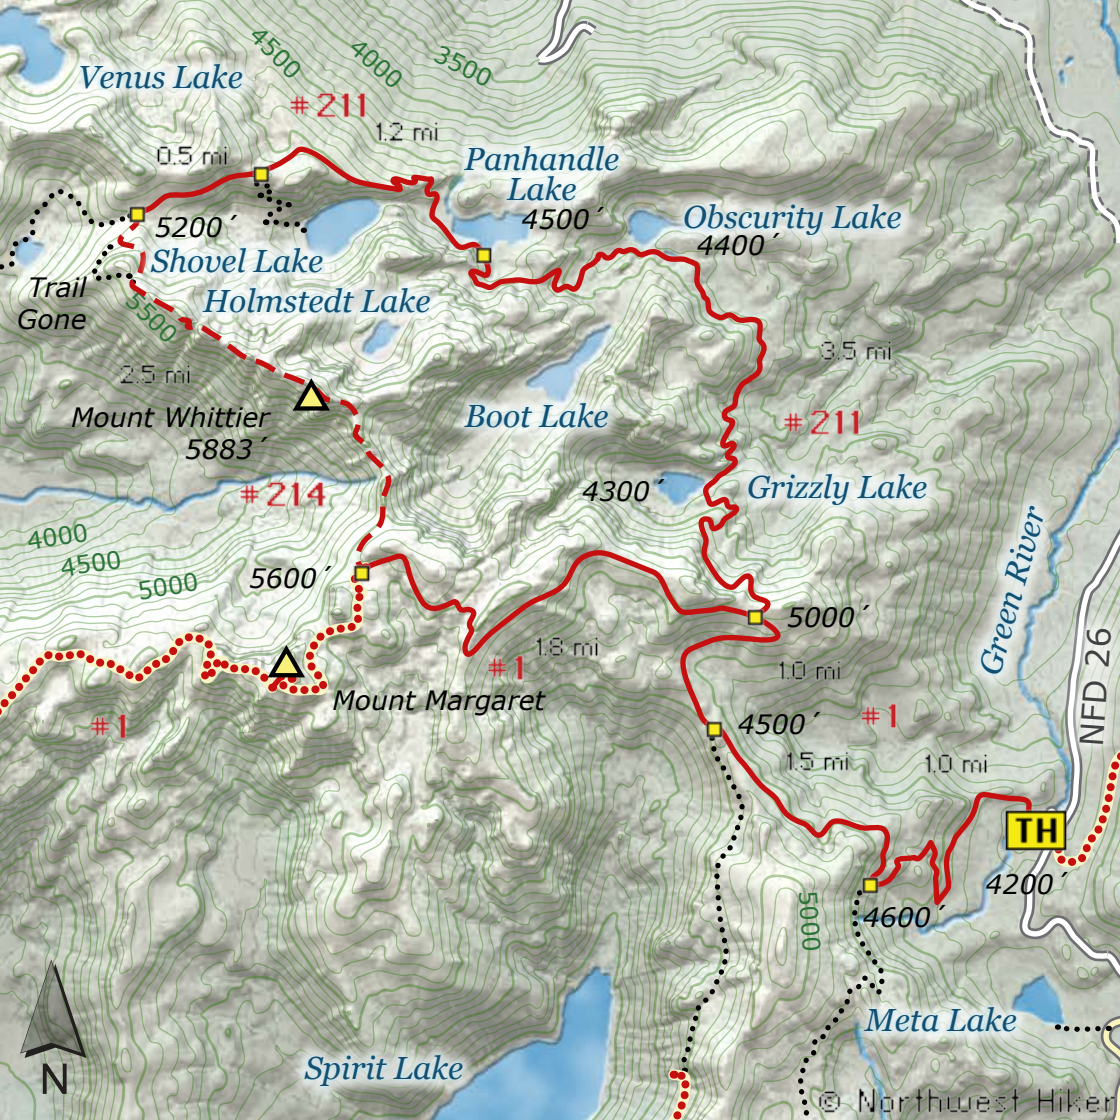 4500
4000
3500
Venus Lake
# 211
1.2 mi
0.5 mi
Panhandle
Lake
4500´
Obscurity Lake
4400´
5200´
Shovel Lake
Trail
Gone
Holmstedt Lake
5500
2.5 mi
3.5 mi
Mount Whittier
5883´
Boot Lake
# 211
4300´
Grizzly Lake
# 214
4000
4500
5000
5600´
Green River
5000´
1.8 mi
# 1
1.0 mi
NFD 26
Mount Margaret
# 1
4500´
# 1
1.5 mi
1.0 mi
TH
4200´
4600´
5000
Meta Lake
Spirit Lake
N
© Northwest Hiker